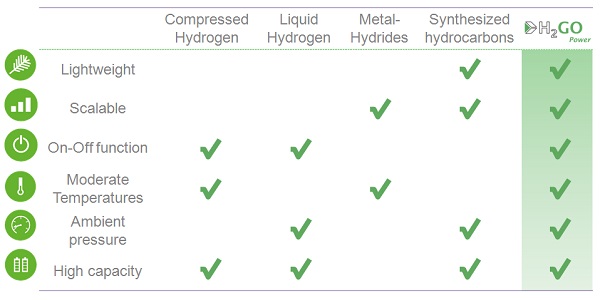 Compressed Liquid Metal- Synthesized
Hydrogen Hydrogen Hydrides hydrocarbons H2GO
Power
Lightweight
Scalable
On-Off function
Moderate
Temperatures
Ambient
pressure
High capacity